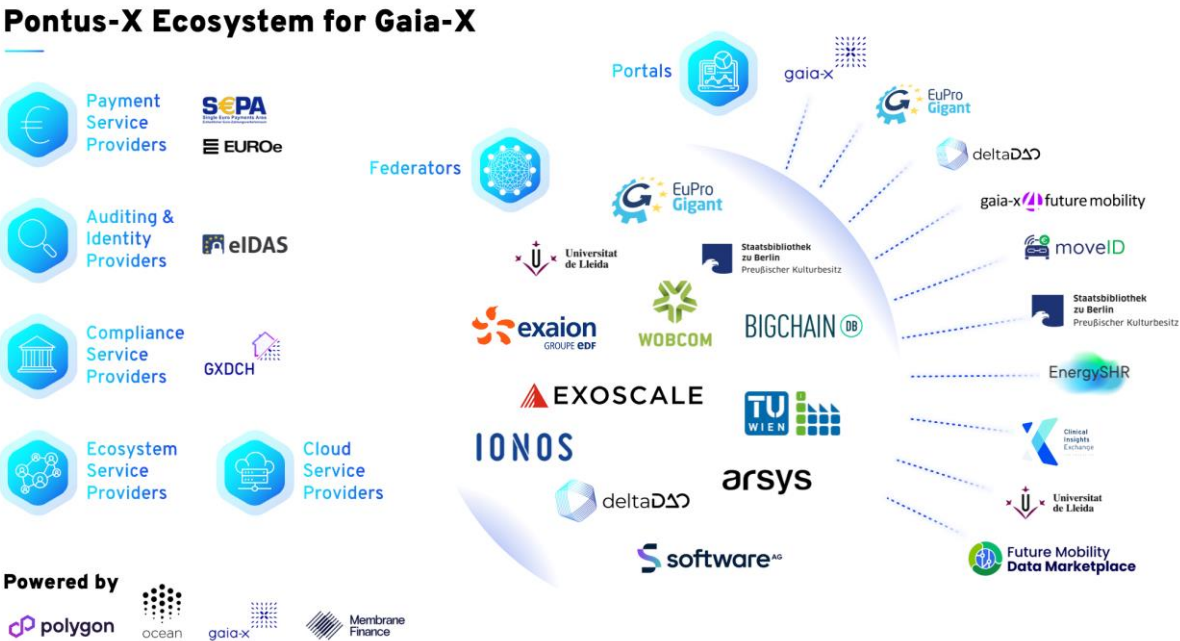 Pontus-X Ecosystem for Gaia-X
Payment
Service
Providers
SEPA
Single Euro Payments Area
EUROe
Auditing &
Identity
Providers
eIDAS
Compliance
Service
Providers
GXDCH
Ecosystem
Service
Providers
Cloud
Service
Providers
Powered by
polygon
ocean
gaia-x
Membrane
Finance
Federators
EuPro
Gigant
Universitat
de Lleida
Staatsbibliothek
zu Berlin
Preußischer Kulturbesitz
exaion
GROUPE eDF
WOBCOM
BIGCHAIN DB
EXOSCALE
TU
WIEN
IONOS
arsys
deltaDAO
software AG
Portals
gaia-x
EuPro
Gigant
deltaDAO
gaia-x 4 future mobility
moveID
Staatsbibliothek
zu Berlin
Preußischer Kulturbesitz
EnergySHR
Clinical
Insights
Exchange
Universitat
de Lleida
Future Mobility
Data Marketplace